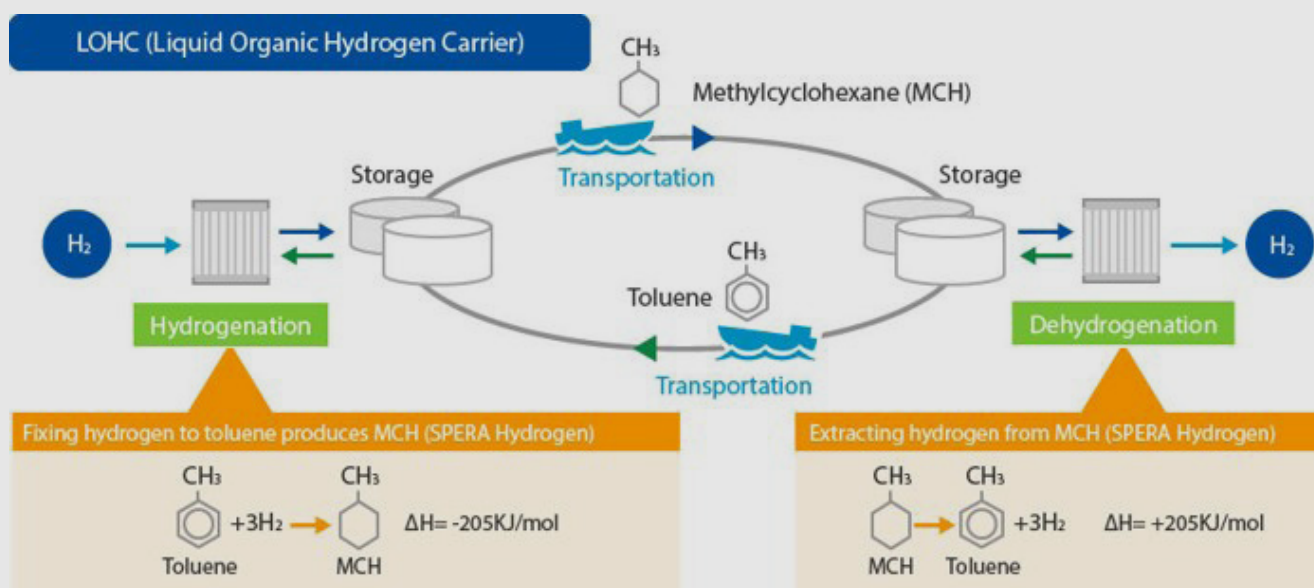 LOHC (Liquid Organic Hydrogen Carrier)
CH₃
Methylcyclohexane (MCH)
Transportation
Storage
Storage
H₂
H₂
CH₃
Toluene
Hydrogenation
Dehydrogenation
Transportation
Fixing hydrogen to toluene produces MCH (SPERA Hydrogen)
CH₃ CH₃
+3H₂ ΔH= -205KJ/mol
Toluene MCH
Extracting hydrogen from MCH (SPERA Hydrogen)
CH₃ CH₃
+3H₂ ΔH= +205KJ/mol
MCH Toluene